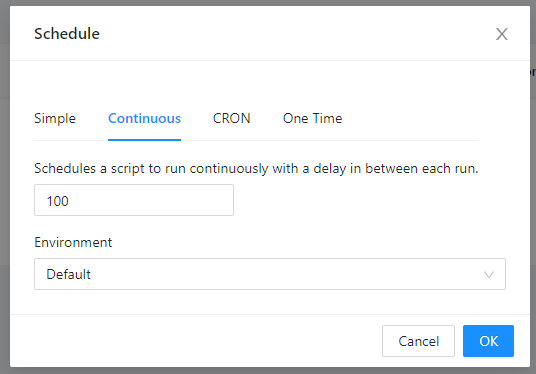 Schedule
Simple Continuous CRON One Time
Schedules a script to run continuously with a delay in between each run.
100
Environment
Default
Cancel OK